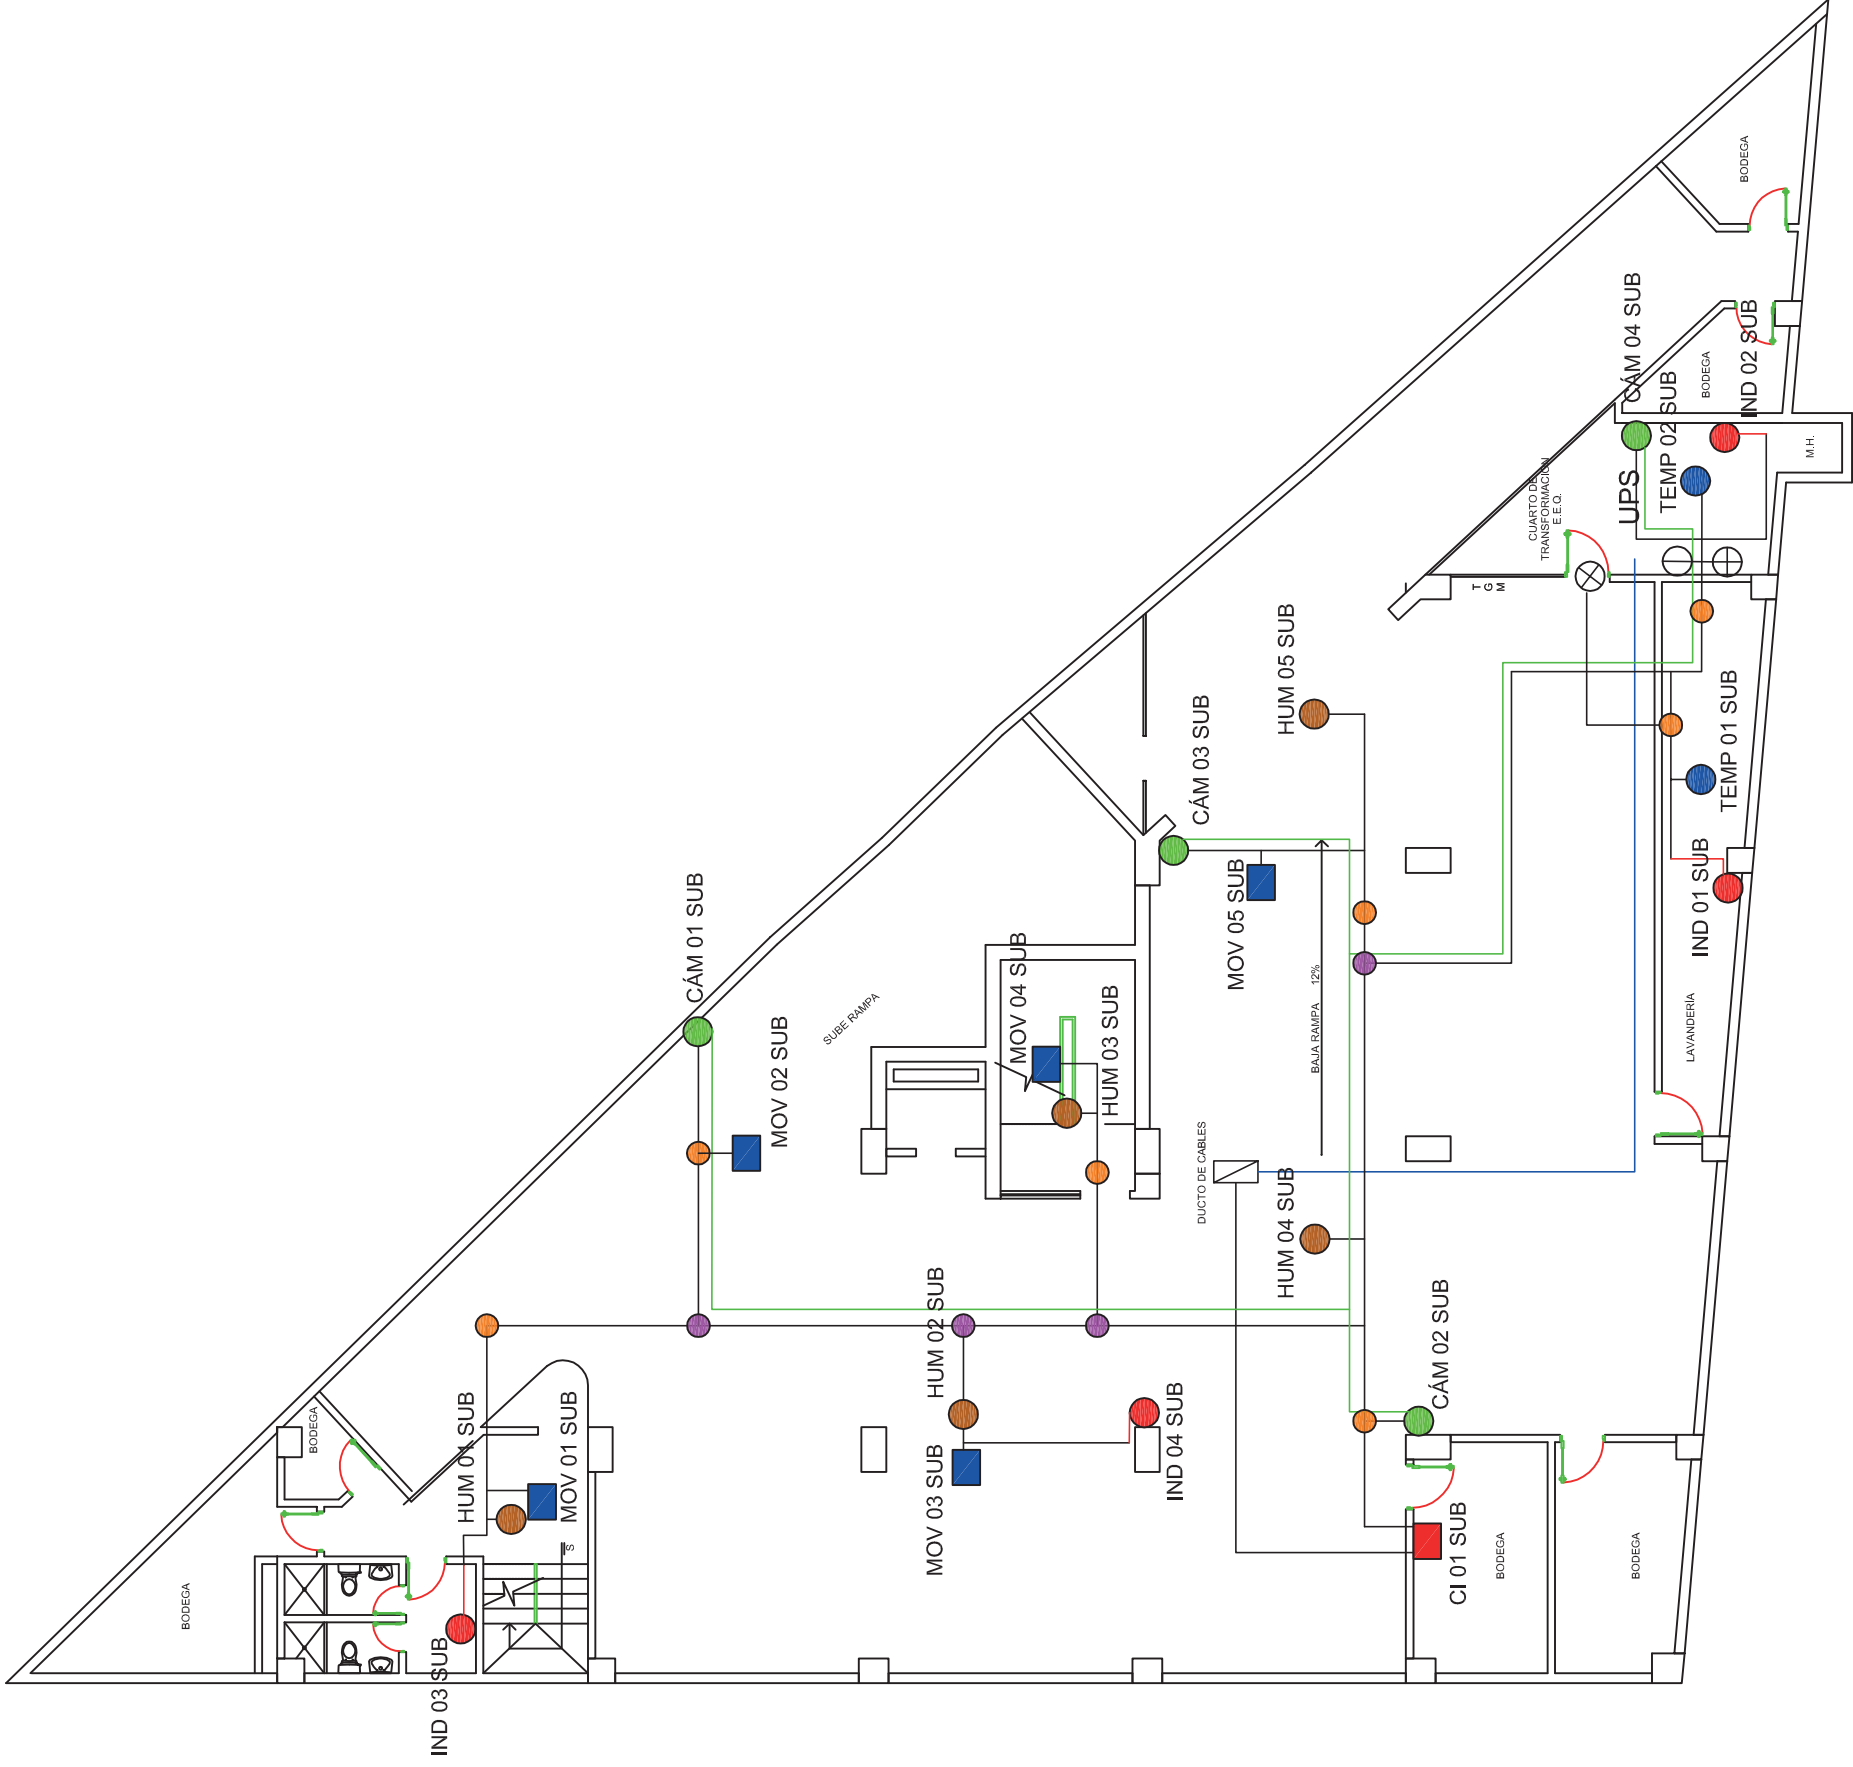 BODEGA
CÁM 04 SUB
IND 02 SUB
BODEGA
TEMP 02 SUB
M.H.
UPS
CUARTO DE
TRANSFORMACIÓN
E.E.Q.
T
G
M
HUM 05 SUB
CÁM 03 SUB
TEMP 01 SUB
IND 01 SUB
MOV 05 SUB
CÁM 01 SUB
MOV 04 SUB
HUM 03 SUB
MOV 02 SUB
SUBE RAMPA
BAJA RAMPA 12%
LAVANDERÍA
DUCTO DE CABLES
HUM 04 SUB
HUM 02 SUB
CÁM 02 SUB
IND 04 SUB
MOV 03 SUB
HUM 01 SUB
MOV 01 SUB
BODEGA
S
BODEGA
IND 03 SUB
CI 01 SUB
BODEGA
BODEGA